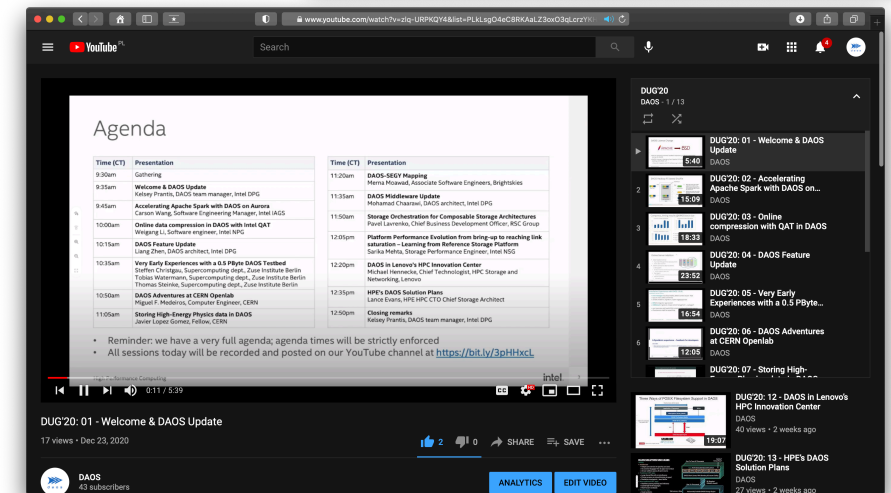 www.youtube.com/watch?v=zIq-URPKQY4&list=PLkLsgO4eC8RKAaLZ3oxO3qLcrzYK
YouTube PL
Search
4
Agenda
Time (CT) Presentation
9:30am Gathering
9:35am Welcome & DAOS Update
Kelsey Prantis, DAOS team manager, Intel DPG
9:45am Accelerating Apache Spark with DAOS on Aurora
Carson Wang, Software Engineering Manager, Intel IAGS
10:00am Online data compression in DAOS with Intel QAT
Weigang Li, Software Engineer, Intel NPG
10:15am DAOS Feature Update
Liang Zhen, DAOS architect, Intel DPG
10:35am Very Early Experiences with a 0.5 PByte DAOS Testbed
Steffen Christgau, Supercomputing dept., Zuse Institute Berlin
Tobias Watermann, Supercomputing dept., Zuse Institute Berlin
Thomas Steinke, Supercomputing dept., Zuse Institute Berlin
10:50am DAOS Adventures at CERN Openlab
Miguel F. Medeiros, Computer Engineer, CERN
11:05am Storing High-Energy Physics data in DAOS
Javier Lopez Gomez, Fellow, CERN
Time (CT) Presentation
11:20am DAOS-SEGY Mapping
Merna Moawad, Associate Software Engineers, Brightskies
11:35am DAOS Middleware Update
Mohamad Chaarawi, DAOS architect, Intel DPG
11:50am Storage Orchestration for Composable Storage Architectures
Pavel Lavrenko, Chief Business Development Officer, RSC Group
12:05pm Platform Performance Evolution from bring-up to reaching link
saturation – Learning from Reference Storage Platform
Sarika Mehta, Storage Performance Engineer, Intel NSG
12:20pm DAOS in Lenovo's HPC Innovation Center
Michael Hennecke, Chief Technologist, HPC Storage and
Networking, Lenovo
12:35pm HPE's DAOS Solution Plans
Lance Evans, HPE HPC CTO Chief Storage Architect
12:50pm Closing remarks
Kelsey Prantis, DAOS team manager, Intel DPG
• Reminder: we have a very full agenda; agenda times will be strictly enforced
• All sessions today will be recorded and posted on our YouTube channel at https://bit.ly/3pHHxcL
intel
0:11 / 5:39
CC
HD
DUG'20: 01 - Welcome & DAOS Update
17 views • Dec 23, 2020
2
0
SHARE
SAVE
DAOS
43 subscribers
ANALYTICS
EDIT VIDEO
DUG'20
DAOS - 1 / 13
5:40
DUG'20: 01 - Welcome & DAOS
Update
DAOS
2
15:09
DUG'20: 02 - Accelerating
Apache Spark with DAOS on...
DAOS
3
18:33
DUG'20: 03 - Online
compression with QAT in DAOS
DAOS
4
23:52
DUG'20: 04 - DAOS Feature
Update
DAOS
5
16:54
DUG'20: 05 - Very Early
Experiences with a 0.5 PByte...
DAOS
6
12:05
DUG'20: 06 - DAOS Adventures
at CERN Openlab
DAOS
DUG'20: 07 - Storing High-
19:07
DUG'20: 12 - DAOS in Lenovo's
HPC Innovation Center
DAOS
40 views • 2 weeks ago
DUG'20: 13 - HPE's DAOS
Solution Plans
DAOS
27 views • 2 weeks ago